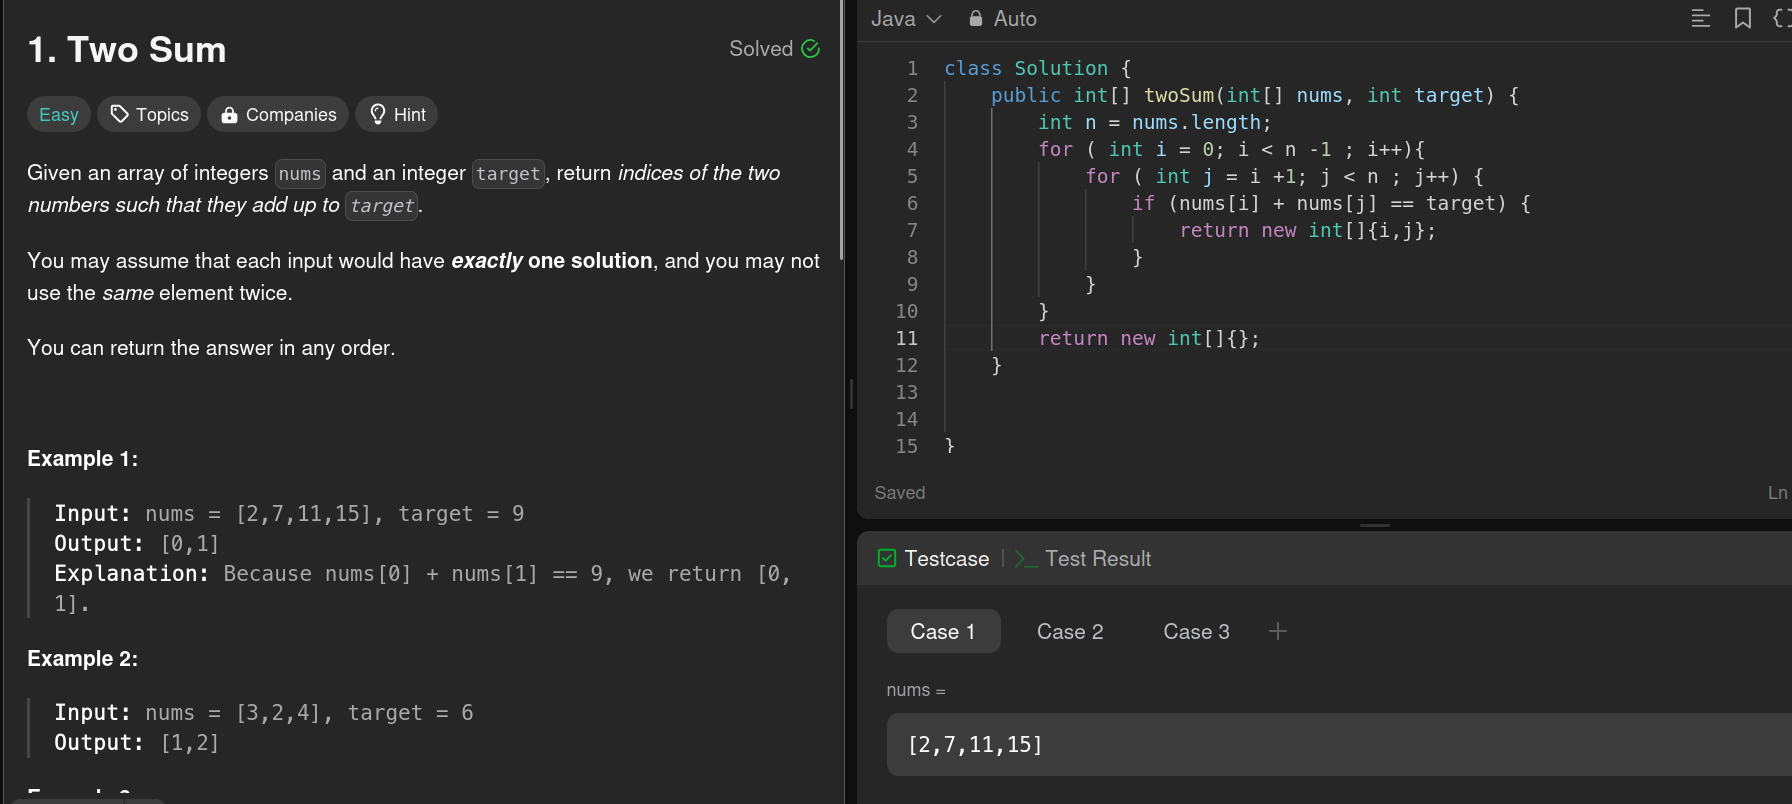 1. Two Sum
Solved
Easy
Topics
Companies
Hint
Given an array of integers nums and an integer target, return indices of the two
numbers such that they add up to target.
You may assume that each input would have exactly one solution, and you may not
use the same element twice.
You can return the answer in any order.
Example 1:
Input: nums = [2,7,11,15], target = 9
Output: [0,1]
Explanation: Because nums[0] + nums[1] == 9, we return [0,
1].
Example 2:
Input: nums = [3,2,4], target = 6
Output: [1,2]
Java
Auto
1 class Solution {
2     public int[] twoSum(int[] nums, int target) {
3         int n = nums.length;
4         for ( int i = 0; i < n -1 ; i++){
5             for ( int j = i +1; j < n ; j++) {
6                 if (nums[i] + nums[j] == target) {
7                     return new int[]{i,j};
8                 }
9             }
10         }
11         return new int[]{};
12     }
13
14
15 }
Saved
Ln
Testcase
Test Result
Case 1
Case 2
Case 3
nums =
[2,7,11,15]